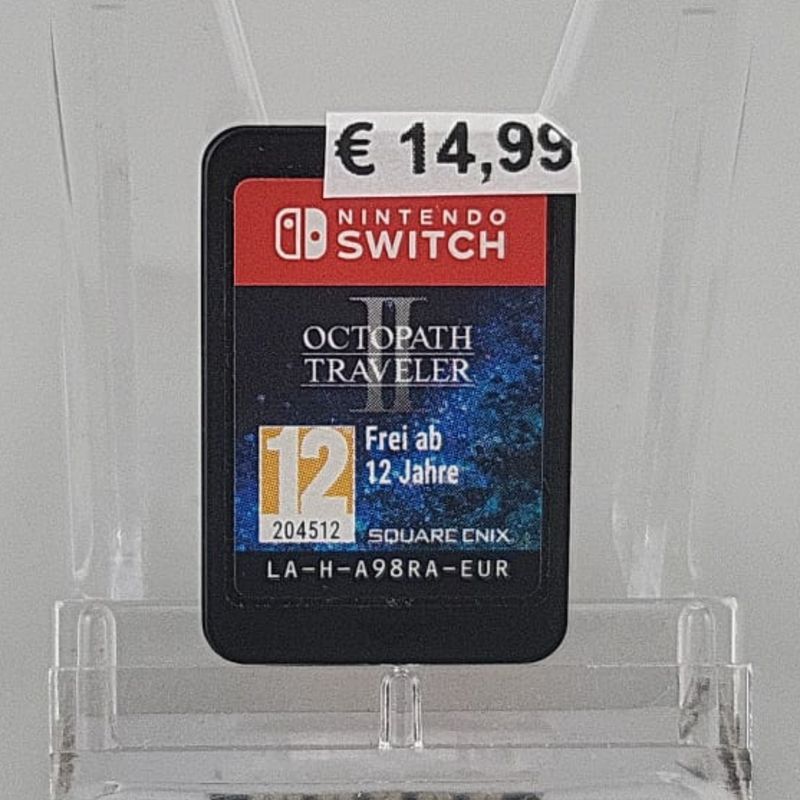 € 14,99
NINTENDO
SWITCH
II
OCTOPATH
TRAVELER
12
Frei ab
12 Jahre
204512
SQUARE ENIX
LA-H-A98RA-EUR